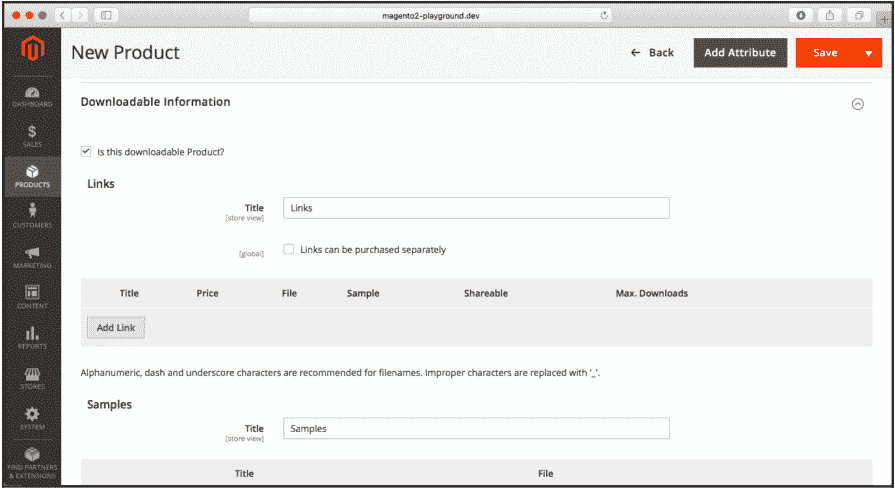 magento2-playground.dev
New Product
← Back
Add Attribute
Save
DASHBOARD
$
SALES
PRODUCTS
CUSTOMERS
MARKETING
CONTENT
REPORTS
STORES
SYSTEM
FIND PARTNERS
& EXTENSIONS
Downloadable Information
Is this downloadable Product?
Links
Title
[store view]
Links
[global]
Links can be purchased separately
Title Price File Sample Shareable Max. Downloads
Add Link
Alphanumeric, dash and underscore characters are recommended for filenames. Improper characters are replaced with '_'.
Samples
Title
[store view]
Samples
Title File